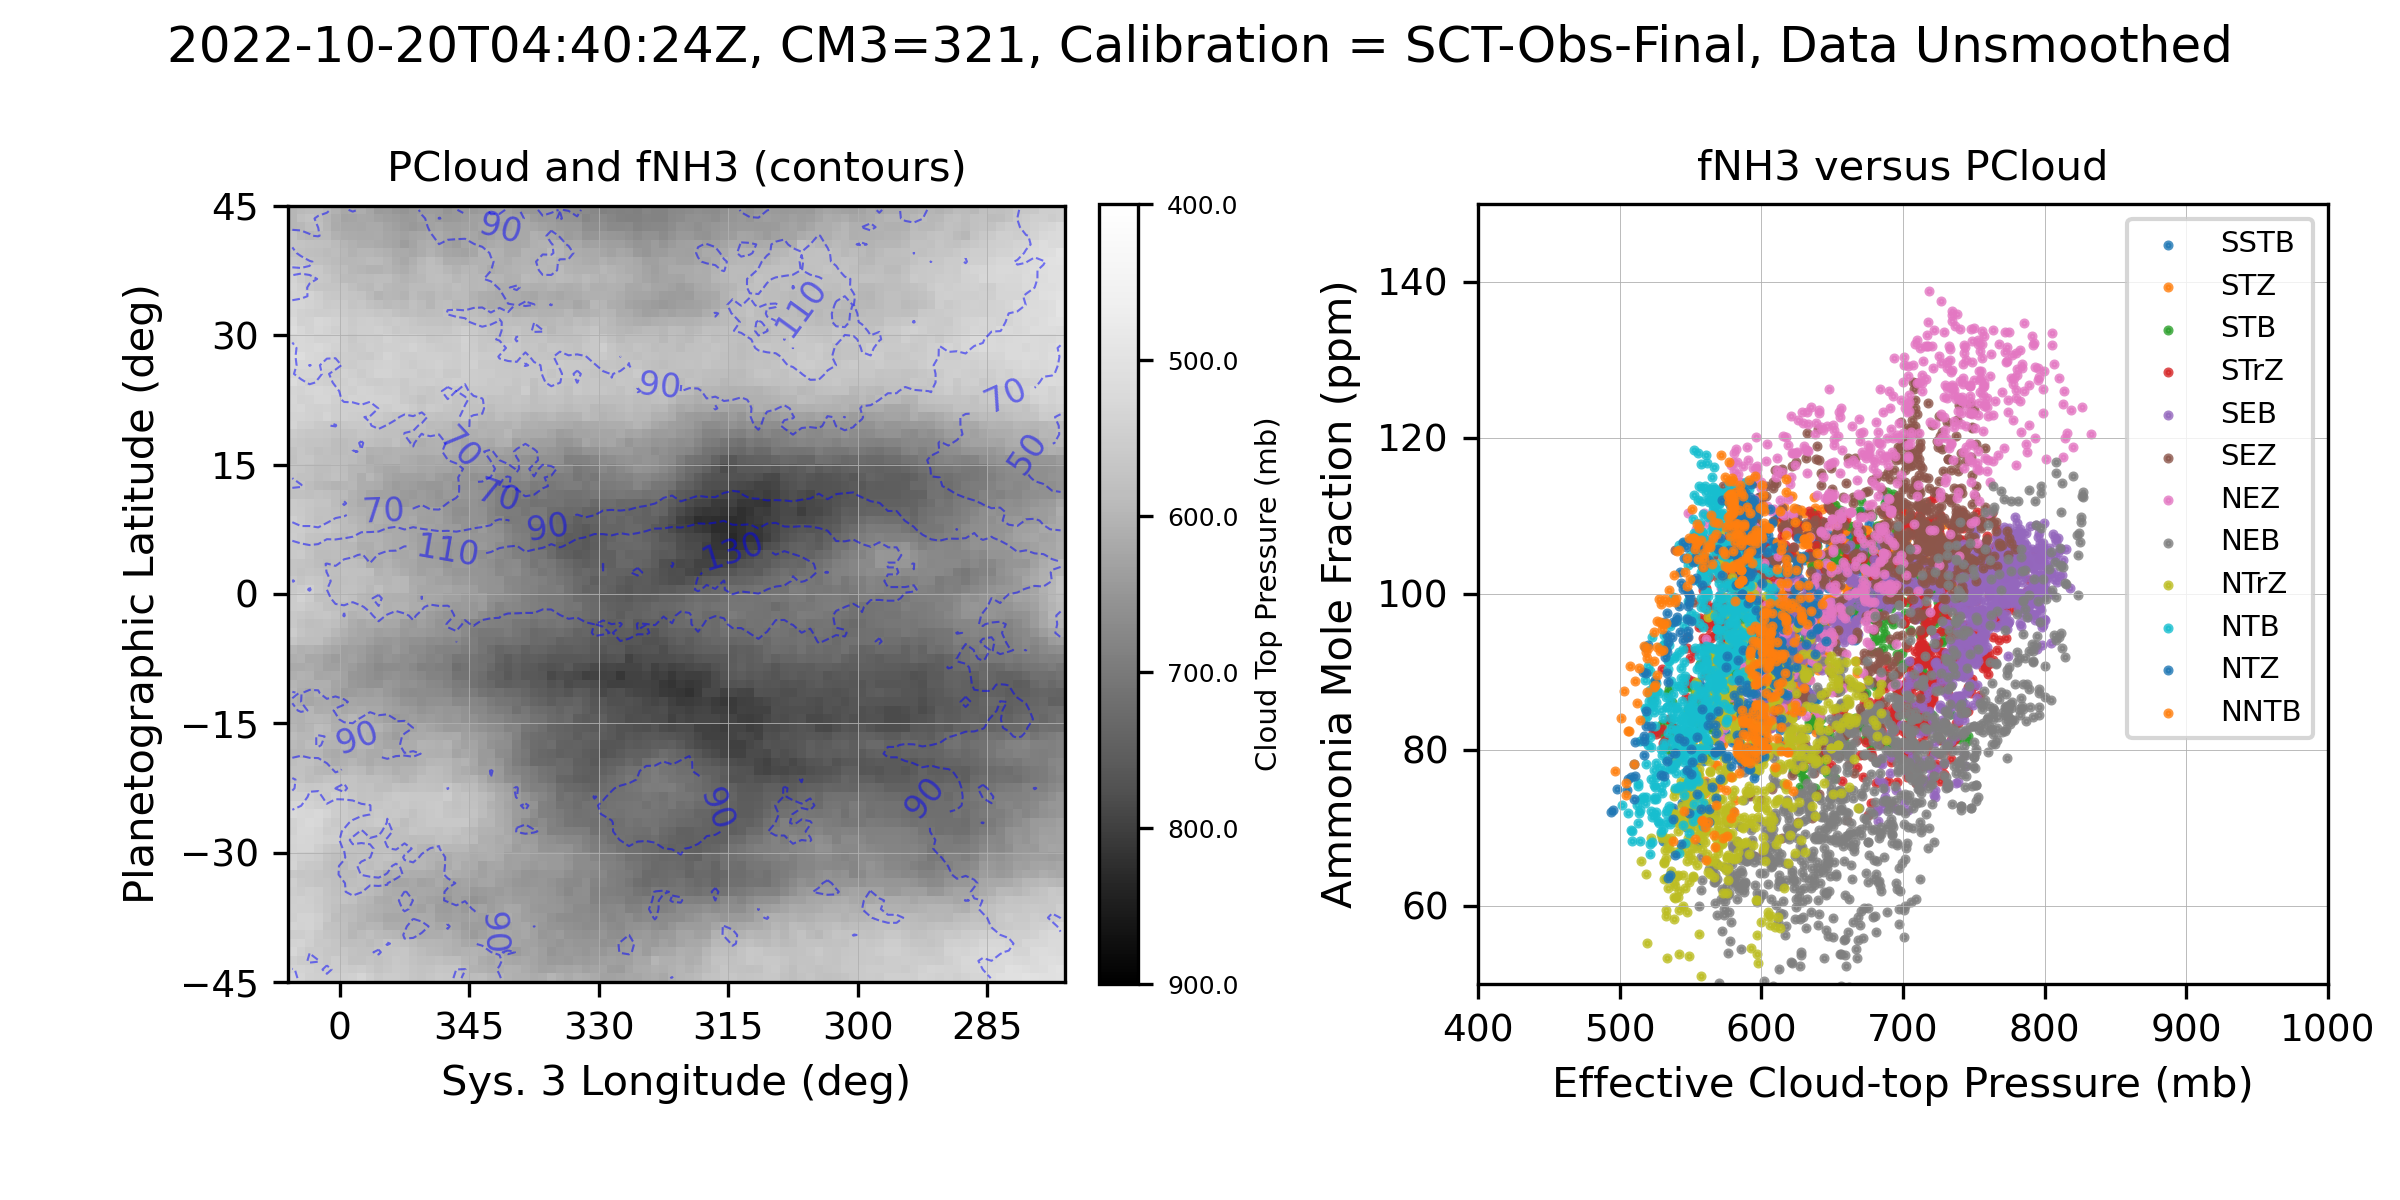 2022-10-20T04:40:24Z, CM3=321, Calibration = SCT-Obs-Final, Data Unsmoothed
PCloud and fNH3 (contours)
Planetographic Latitude (deg)
45
30
15
0
−15
−30
−45
0
345
330
315
300
285
Sys. 3 Longitude (deg)
90
110
90
70
70
70
50
70
90
110
130
90
90
90
90
400.0
500.0
600.0
700.0
800.0
900.0
Cloud Top Pressure (mb)
fNH3 versus PCloud
Ammonia Mole Fraction (ppm)
140
120
100
80
60
400
500
600
700
800
900
1000
Effective Cloud-top Pressure (mb)
SSTB
STZ
STB
STrZ
SEB
SEZ
NEZ
NEB
NTrZ
NTB
NTZ
NNTB